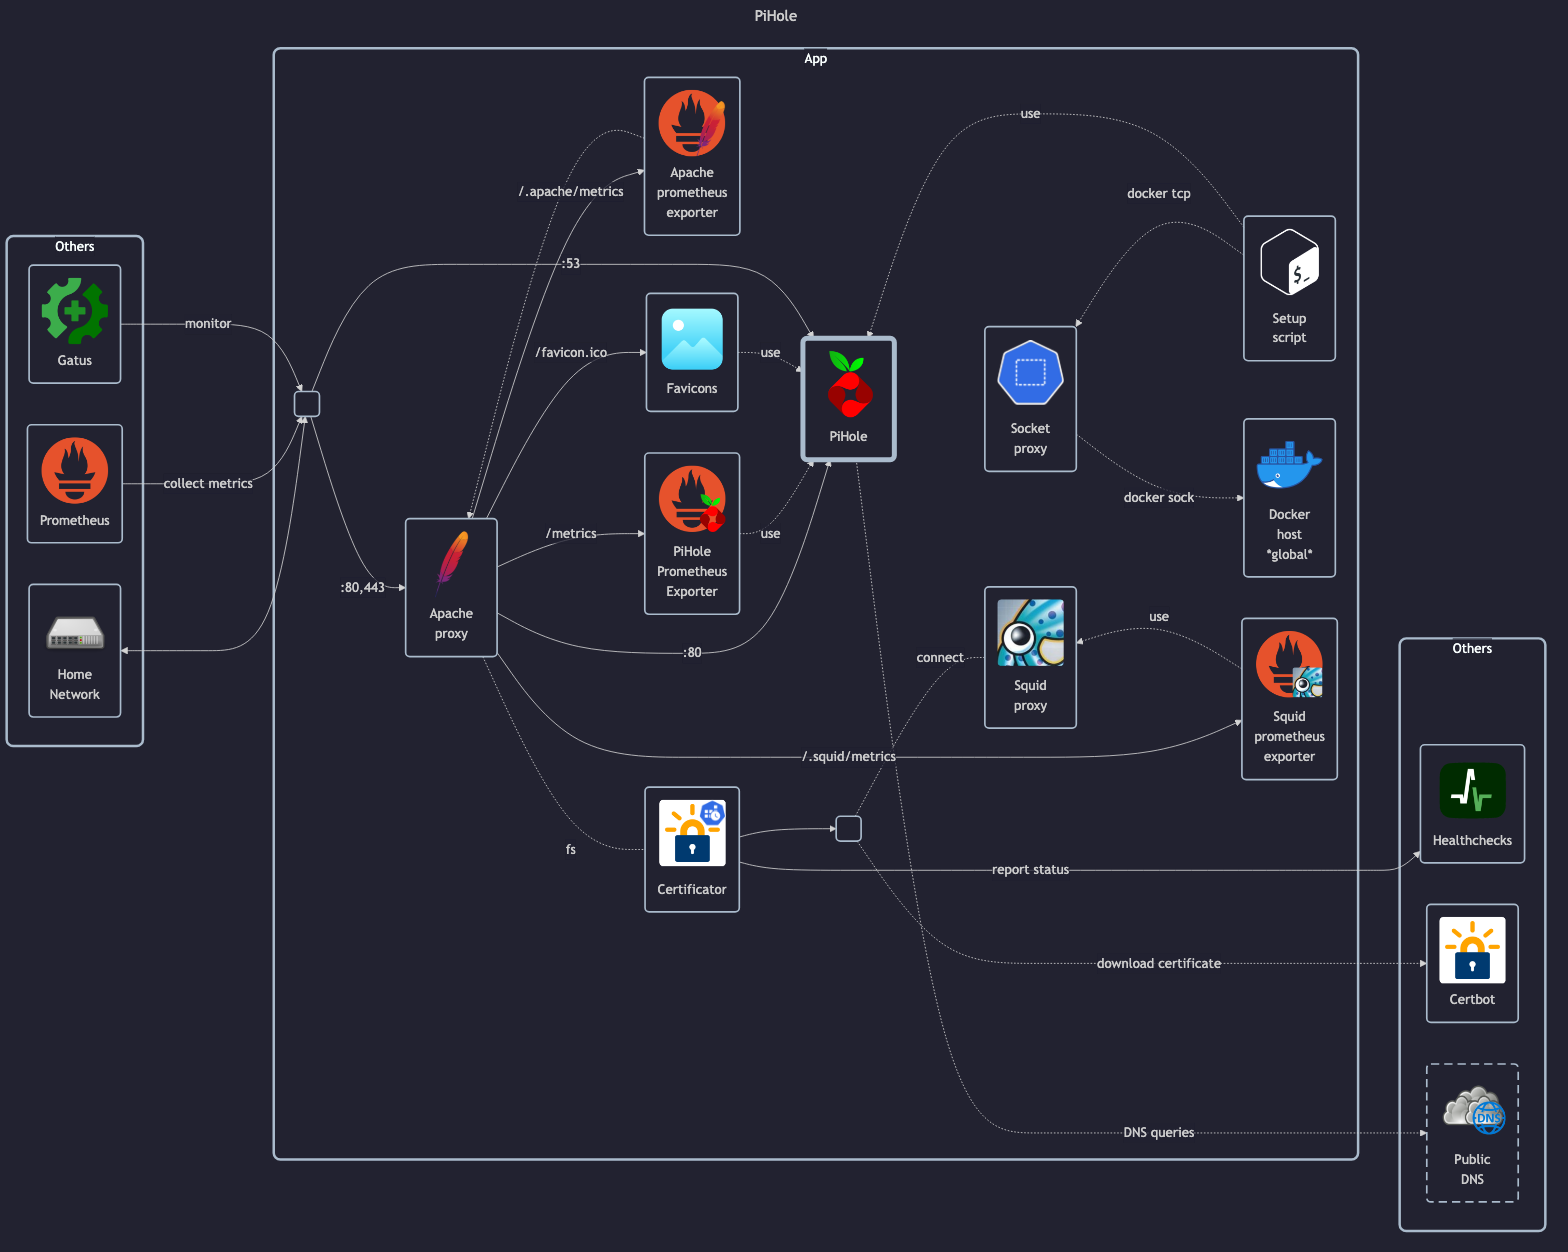 PiHole
App
use
Apache
prometheus
exporter
/.apache/metrics
docker tcp
Others
:53
Gatus
monitor
Setup
script
/favicon.ico
use
Favicons
PiHole
Socket
proxy
collect metrics
docker sock
Prometheus
Docker
host
*global*
/metrics
use
PiHole
Prometheus
Exporter
:80,443
Apache
proxy
use
Home
Network
:80
connect
Squid
proxy
Others
Squid
prometheus
exporter
/.squid/metrics
Healthchecks
fs
Certificator
report status
download certificate
Certbot
DNS queries
DNS
Public
DNS
$_